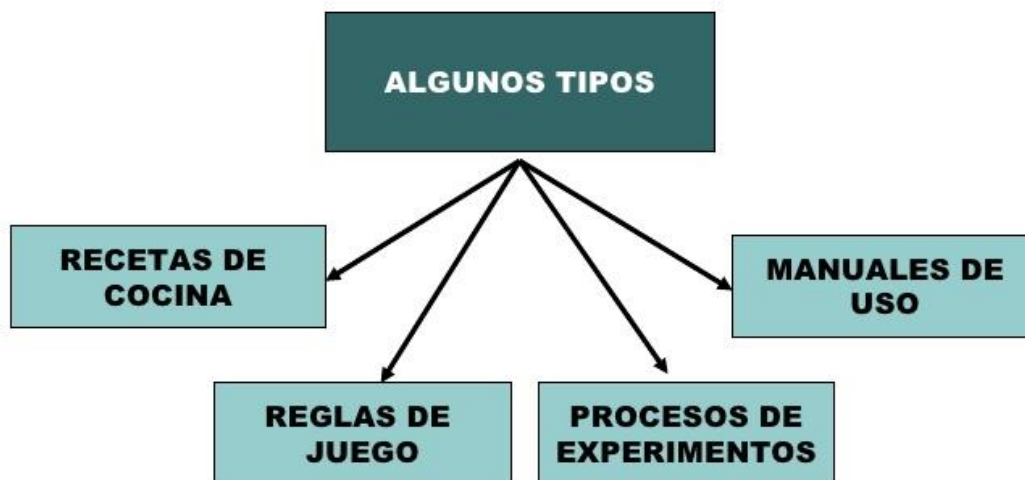 ALGUNOS TIPOS
RECETAS DE
COCINA
MANUALES DE
USO
REGLAS DE
JUEGO
PROCESOS DE
EXPERIMENTOS